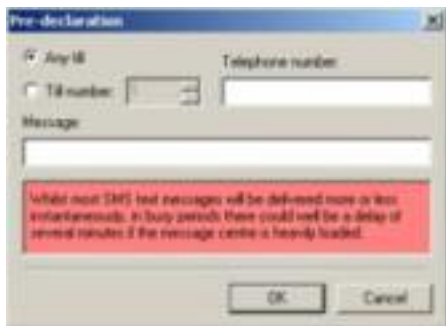 Pre-declaration
Any till
Telephone number
Till number
Message
Whilst most SMS text messages will be delivered more or less
instantaneously, in busy periods there could well be a delay of
several minutes if the message centre is heavily loaded.
OK
Cancel